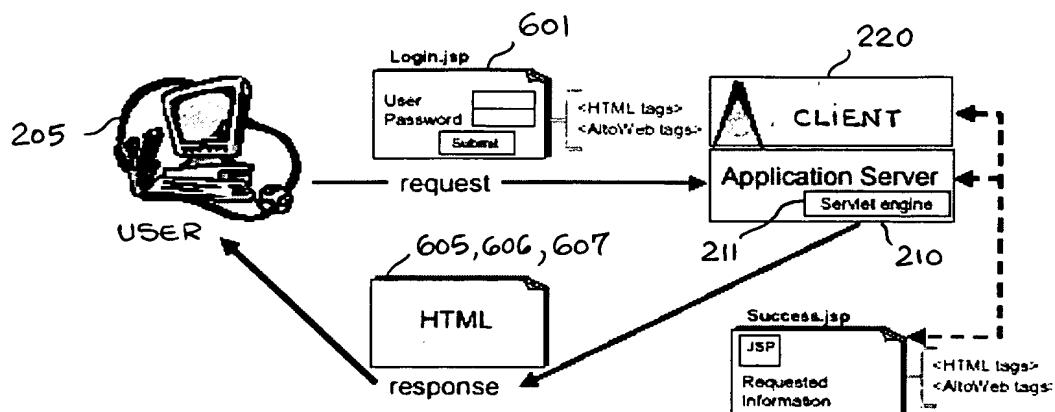 601
Login.jsp
User
Password
Submit
<HTML tags>
<AltoWeb tags>
220
CLIENT
205
USER
request
Application Server
Servlet engine
211
210
605, 606, 607
HTML
response
Success.jsp
JSP
Requested
Information
<HTML tags>
<AltoWeb tags>